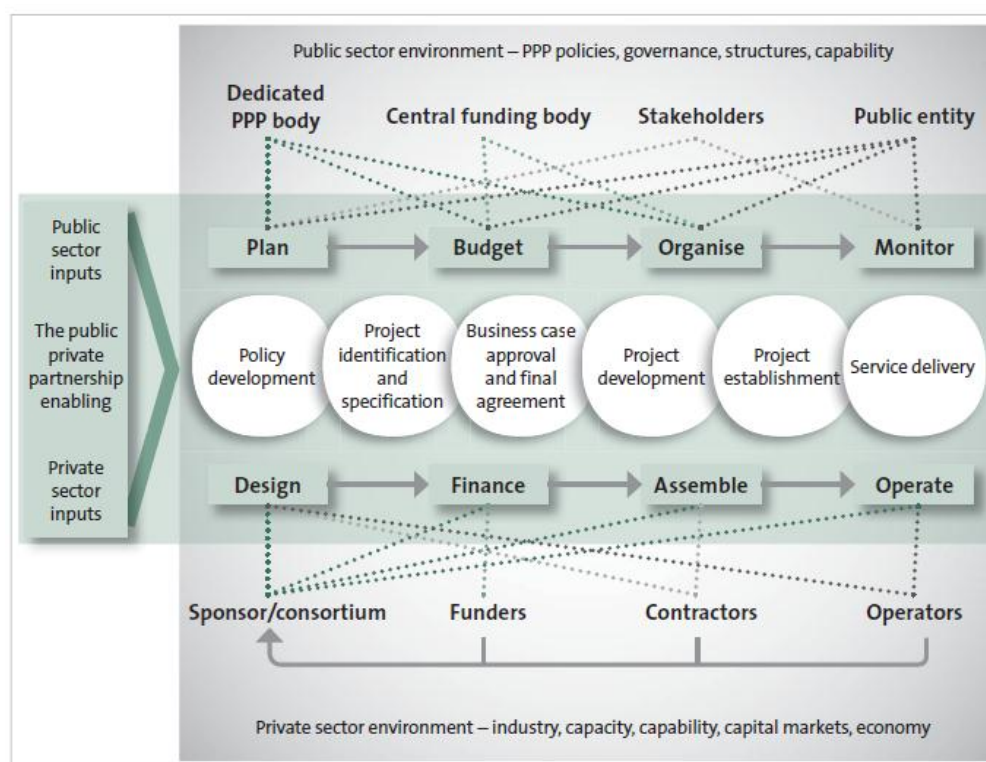 Public sector environment – PPP policies, governance, structures, capability
Dedicated
PPP body
Central funding body
Stakeholders
Public entity
Public
sector
inputs
Plan
Budget
Organise
Monitor
The public
private
partnership
enabling
Policy
development
Project
identification
and
specification
Business case
approval
and final
agreement
Project
development
Project
establishment
Service delivery
Private
sector
inputs
Design
Finance
Assemble
Operate
Sponsor/consortium
Funders
Contractors
Operators
Private sector environment – industry, capacity, capability, capital markets, economy